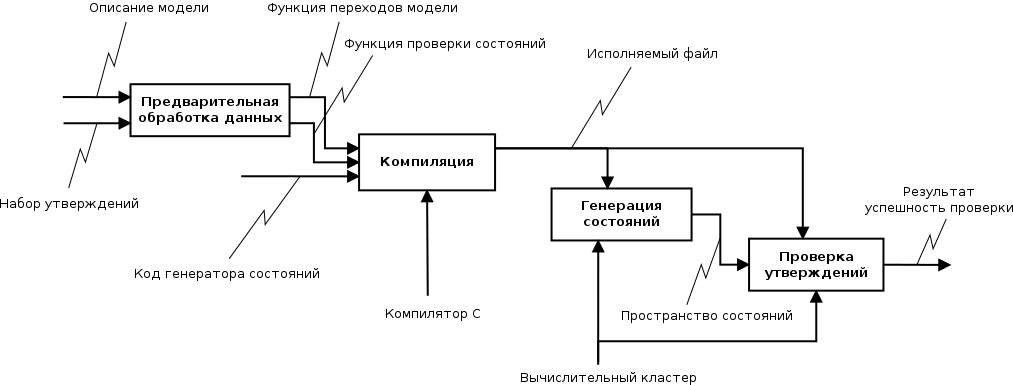 Описание модели
Функция переходов модели
Функция проверки состояний
Исполняемый файл
Предварительная
обработка данных
Компиляция
Набор утверждений
Генерация
состояний
Результат
успешность проверки
Проверка
утверждений
Код генератора состояний
Компилятор С
Пространство состояний
Вычислительный кластер